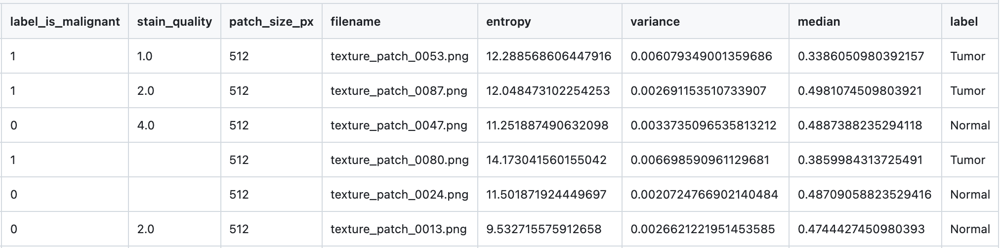 label_is_malignant stain_quality patch_size_px filename entropy variance median label
1 1.0 512 texture_patch_0053.png 12.288568606447916 0.006079349001359686 0.3386050980392157 Tumor
1 2.0 512 texture_patch_0087.png 12.048473102254253 0.002691153510733907 0.4981074509803921 Tumor
0 4.0 512 texture_patch_0047.png 11.251887490632098 0.0033735096535813212 0.4887388235294118 Normal
1 512 texture_patch_0080.png 14.173041560155042 0.006698590961129681 0.3859984313725491 Tumor
0 512 texture_patch_0024.png 11.501871924449697 0.0020724766902140484 0.48709058823529416 Normal
0 2.0 512 texture_patch_0013.png 9.532715575912658 0.0026621221951453585 0.4744427450980393 Normal